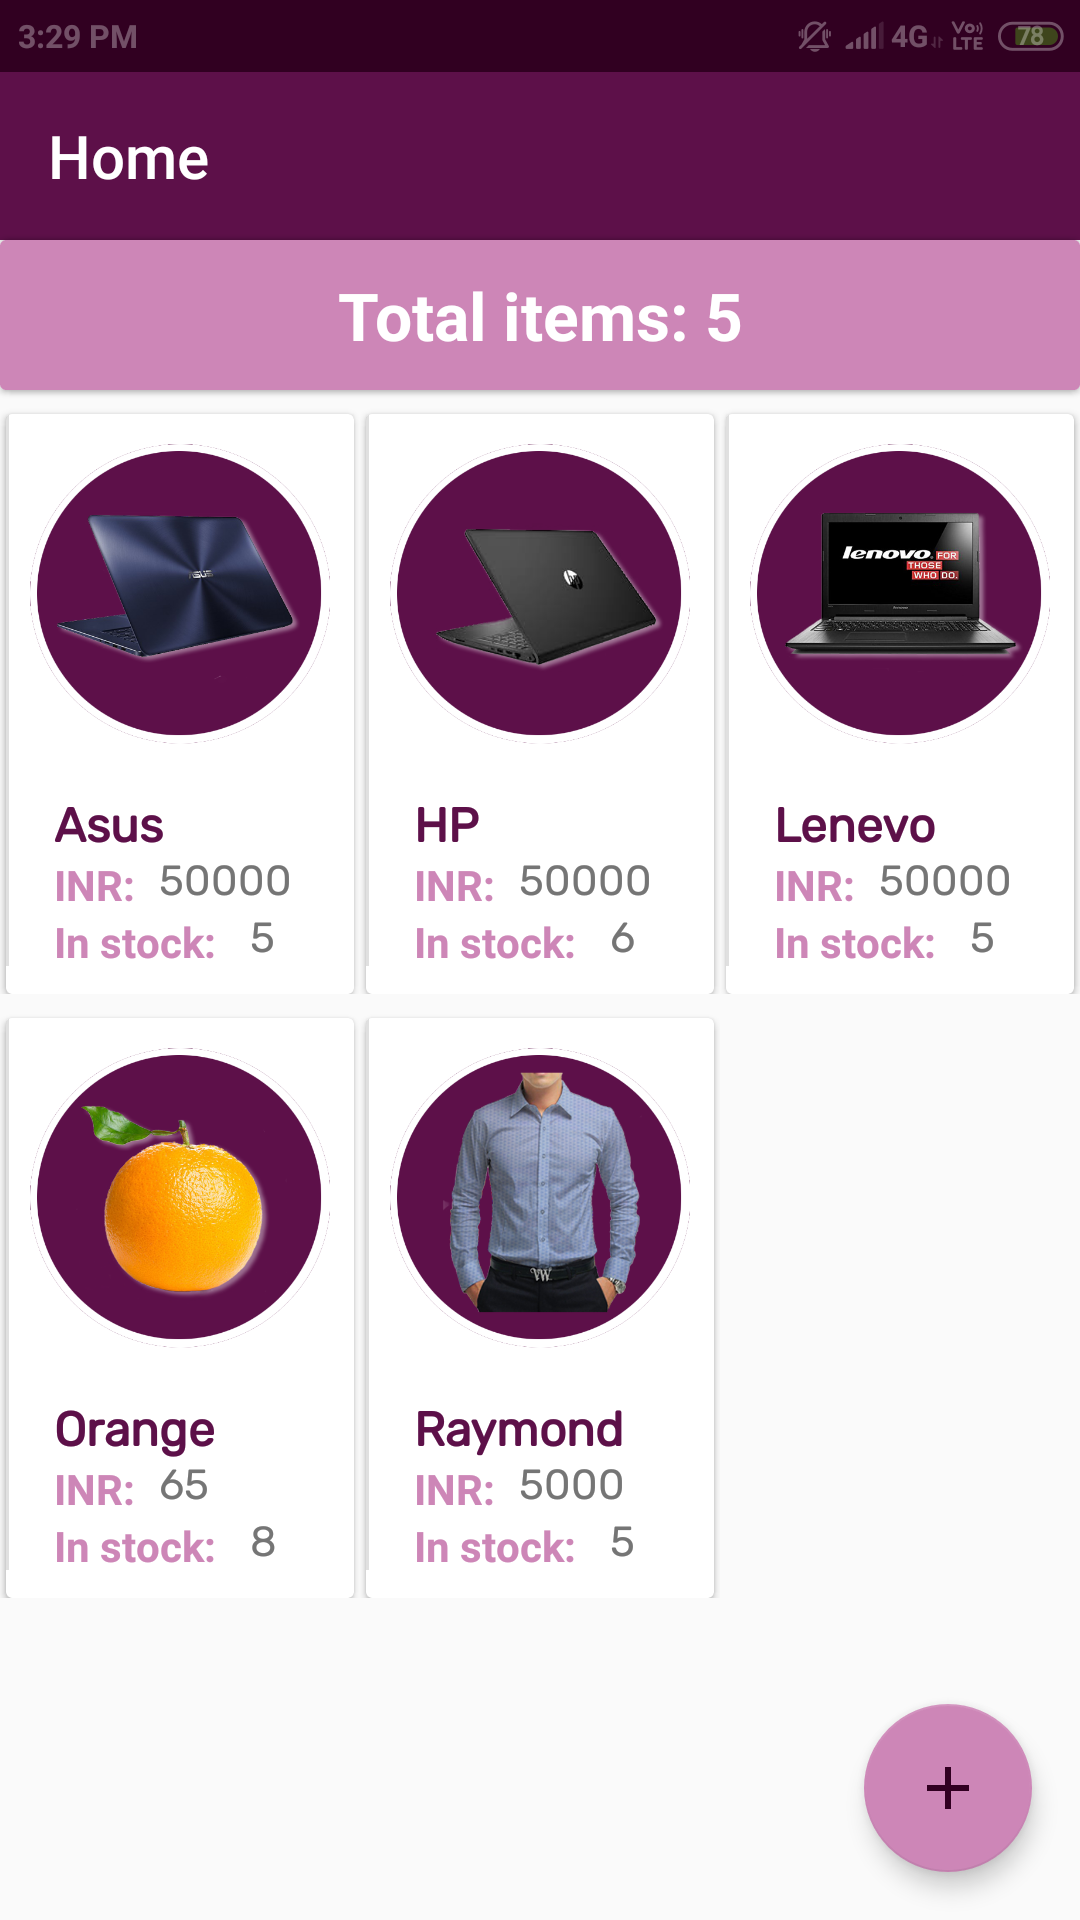 3:29 PM 4G Vo)) LTE 78
Home
Total items: 5
ASUS hp lenovo FOR THOSE WHO DO.
Asus HP Lenevo
INR: 50000 INR: 50000 INR: 50000
In stock: 5 In stock: 6 In stock: 5
Orange Raymond
INR: 65 INR: 5000
In stock: 8 In stock: 5